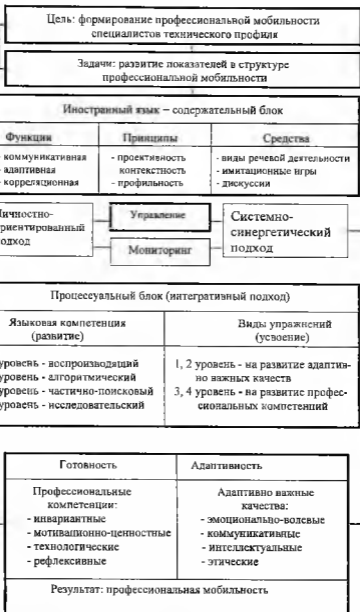 Цель: формирование профессиональной мобильности
специалистов технического профиля
Задачи: развитие показателей в структуре
профессиональной мобильности
Иностранный язык – содержательный блок
Функции
- коммуникативная
- адаптивная
- корреляционная
Принципы
- проективность
контекстность
- профильность
Средства
- виды речевой деятельности
- имитационные игры
- дискуссии
Личностно-
ориентированный
подход
Управление
Мониторинг
Системно-
синергетический
подход
Процессуальный блок (интегративный подход)
Языковая компетенция
(развитие)
уровень - воспроизводящий
уровень - алгоритмический
уровень - частично-поисковый
уровень - исследовательский
Виды упражнений
(усвоение)
1, 2 уровень - на развитие адаптив-
но важных качеств
3, 4 уровень - на развитие профес-
сиональных компетенций
Готовность
Профессиональные
компетенции:
- инвариантные
- мотивационно-ценностные
- технологические
- рефлексивные
Адаптивность
Адаптивно важные
качества:
- эмоционально-волевые
- коммуникативные
- интеллектуальные
- этические
Результат: профессиональная мобильность